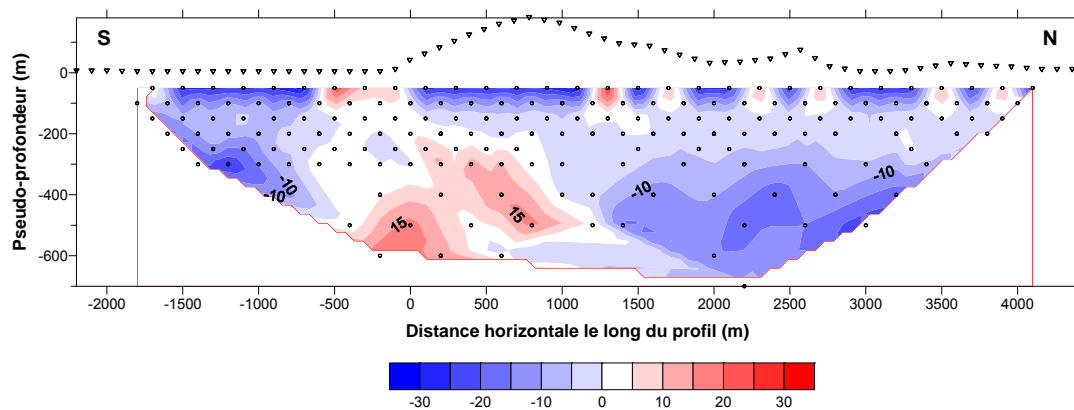 S N
Pseudo-profondeur (m)
0
-200
-400
-600
-10
-10
15
15
-10
-10
-2000 -1500 -1000 -500 0 500 1000 1500 2000 2500 3000 3500 4000
Distance horizontale le long du profil (m)
-30 -20 -10 0 10 20 30